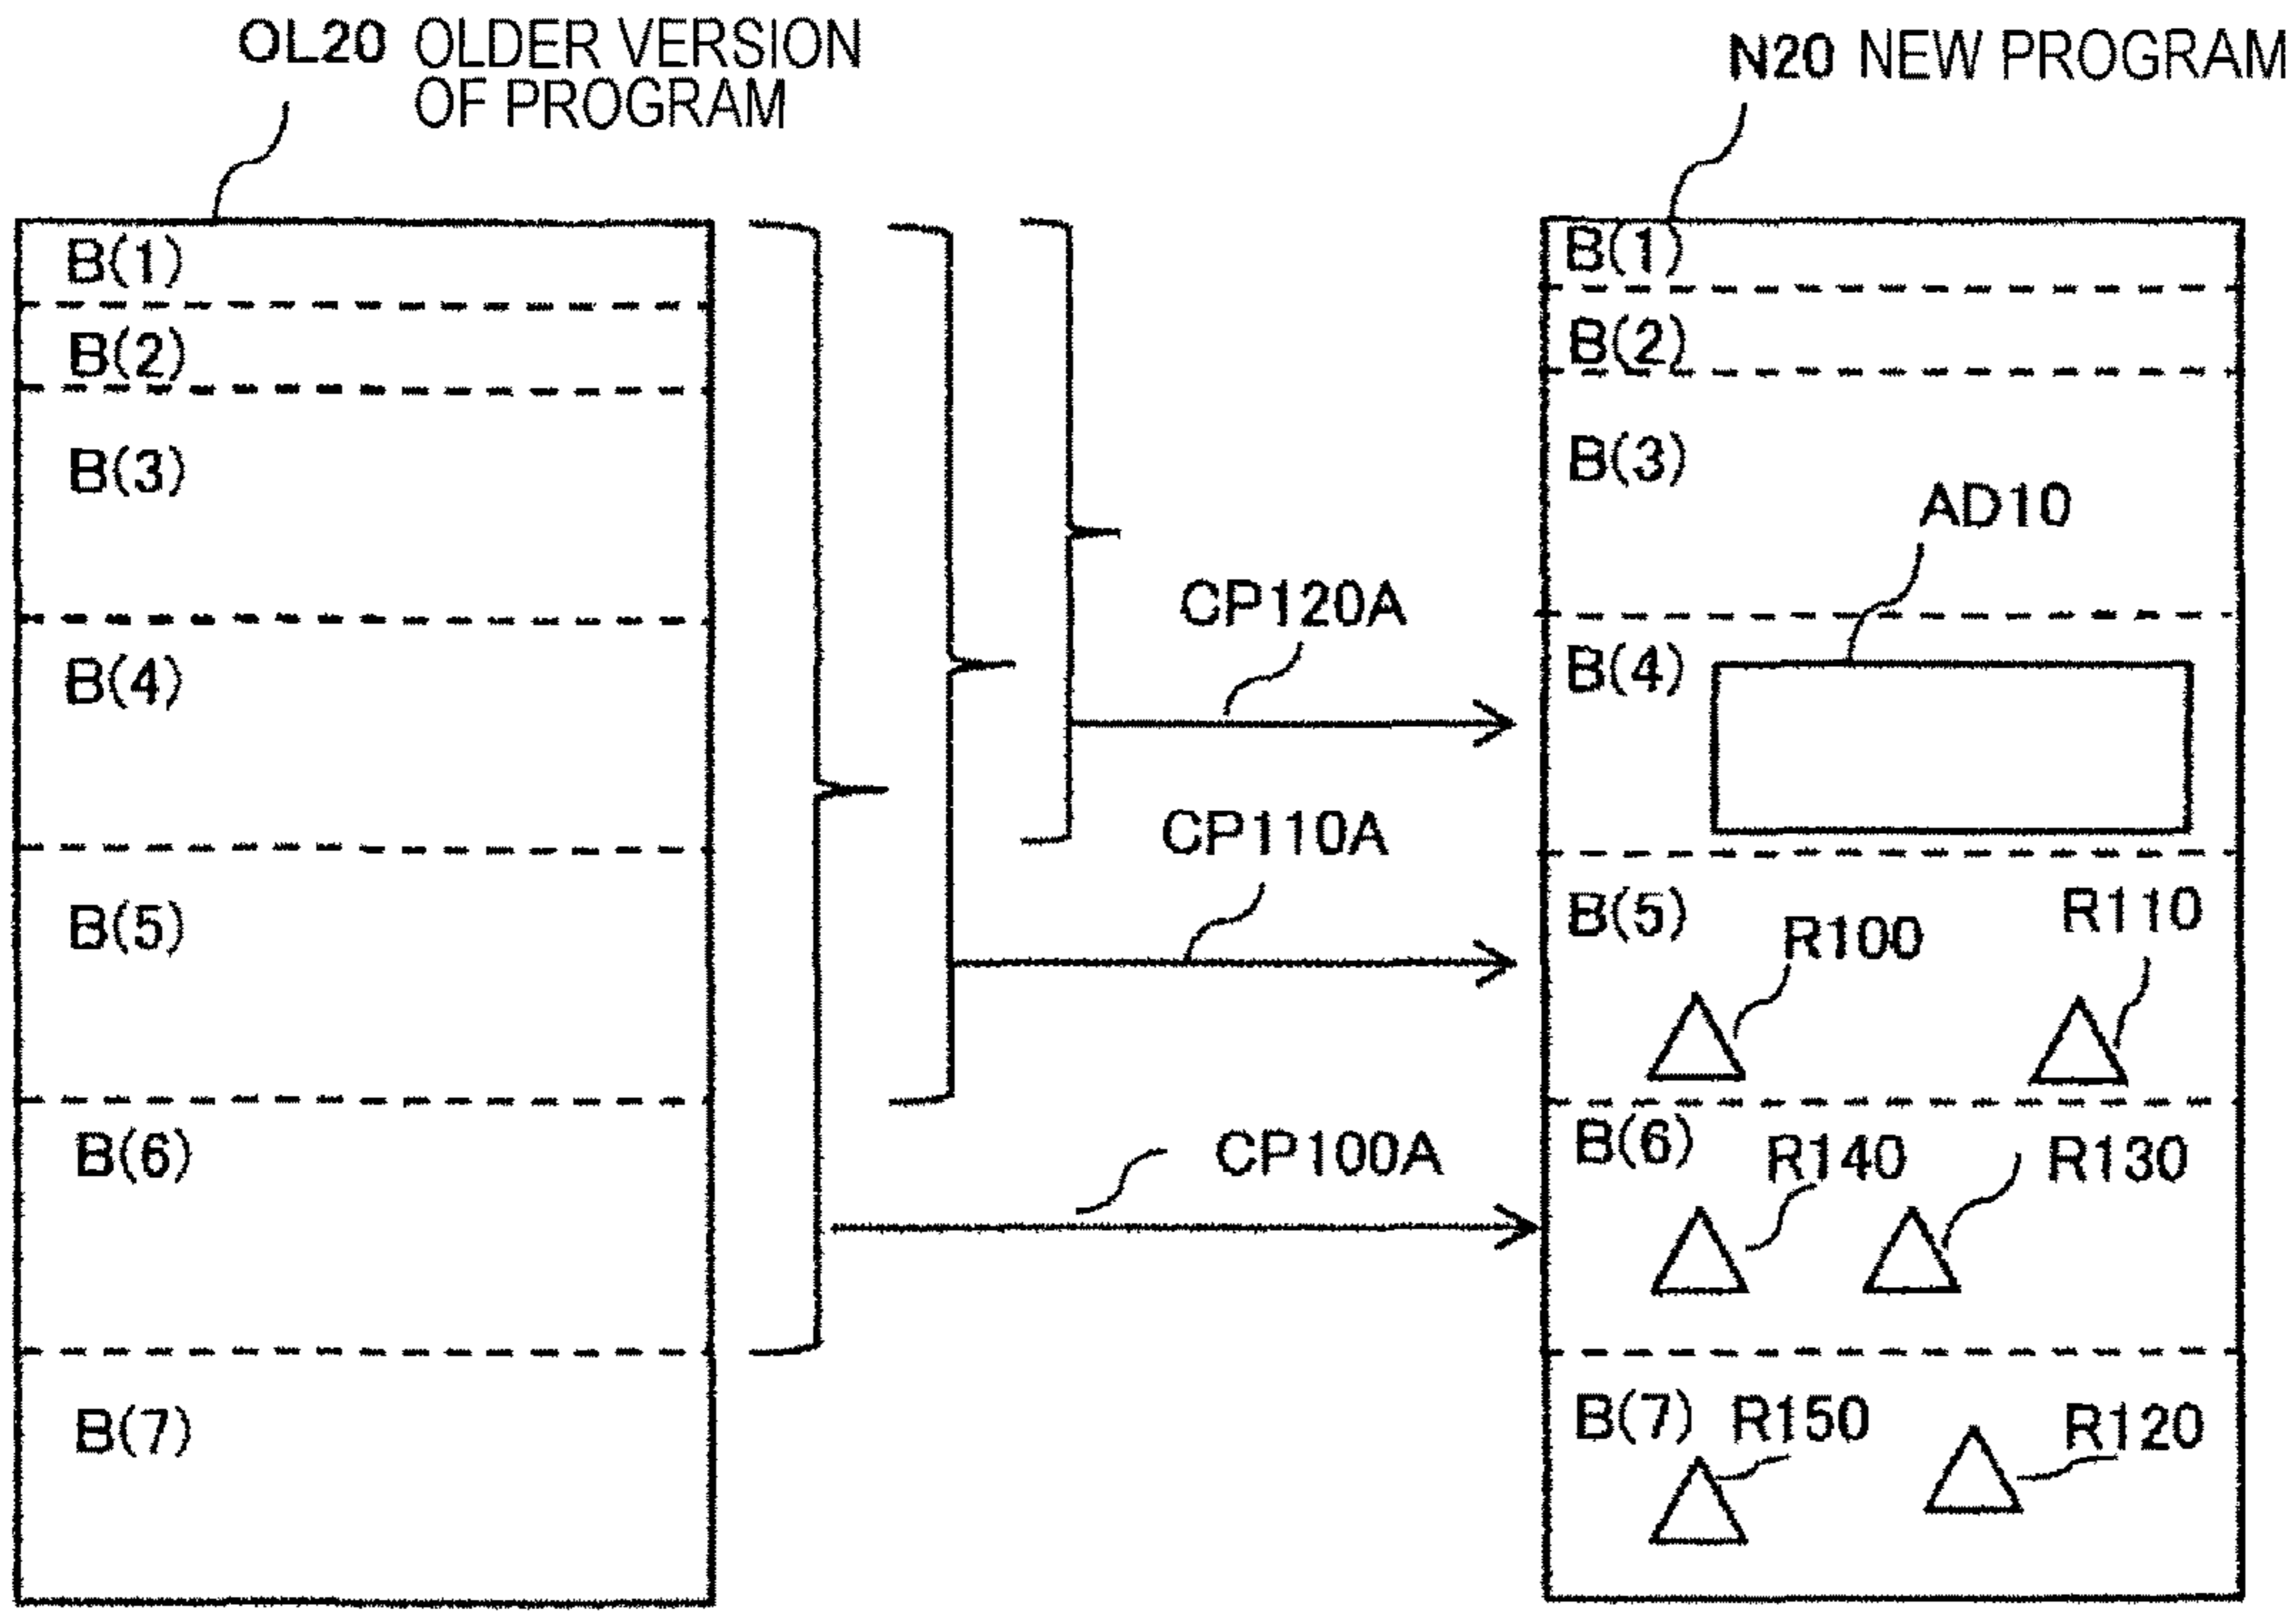 OL20 OLDER VERSION
OF PROGRAM
N20 NEW PROGRAM
B(1)
B(2)
B(3)
B(4)
B(5)
B(6)
B(7)
CP120A
CP110A
CP100A
B(1)
B(2)
B(3)
AD10
B(4)
B(5)
R100
R110
B(6)
R140
R130
B(7)
R150
R120